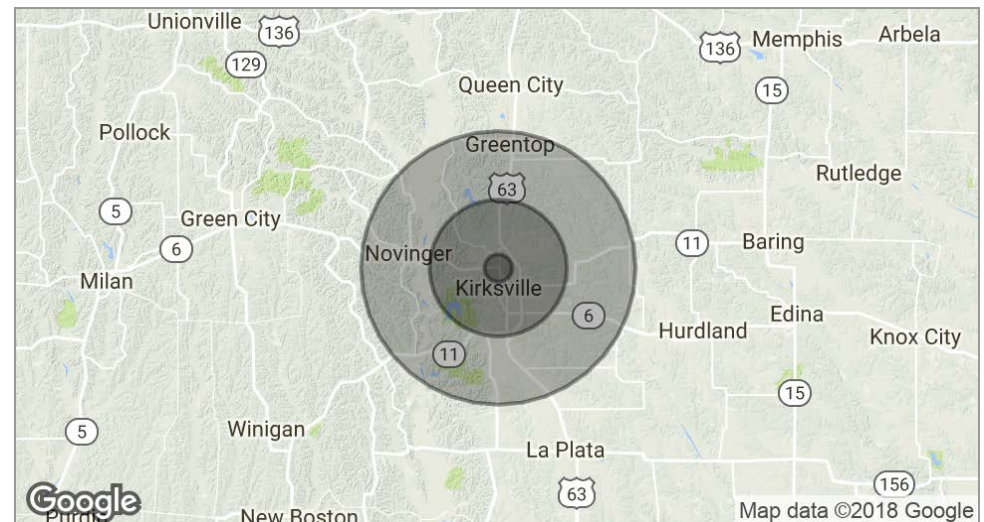 Unionville
136
129
136
Memphis
Arbela
Queen City
15
Pollock
Greentop
Rutledge
63
5
Green City
6
11
Baring
Novinger
Milan
Kirksville
6
Edina
Hurdland
Knox City
11
15
5
Winigan
La Plata
63
156
Google
Purdin
New Boston
Map data ©2018 Google